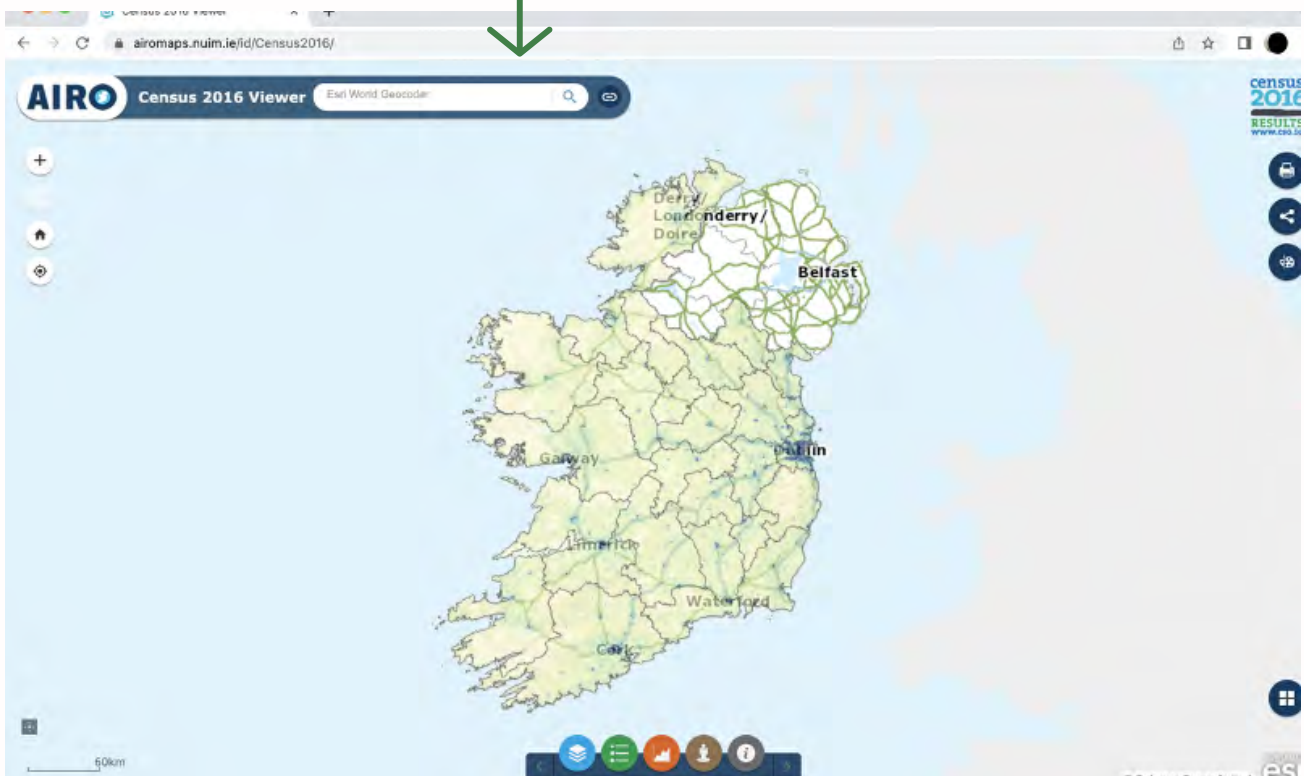 Census 2016 Viewer
airomaps.nuim.ie/id/Census2016/
AIRO Census 2016 Viewer Esri World Geocoder
census
2016
RESULTS
Derry/
Londonderry/
Doire
Belfast
Galway
Dublin
Limerick
Waterford
Cork
60km
esri